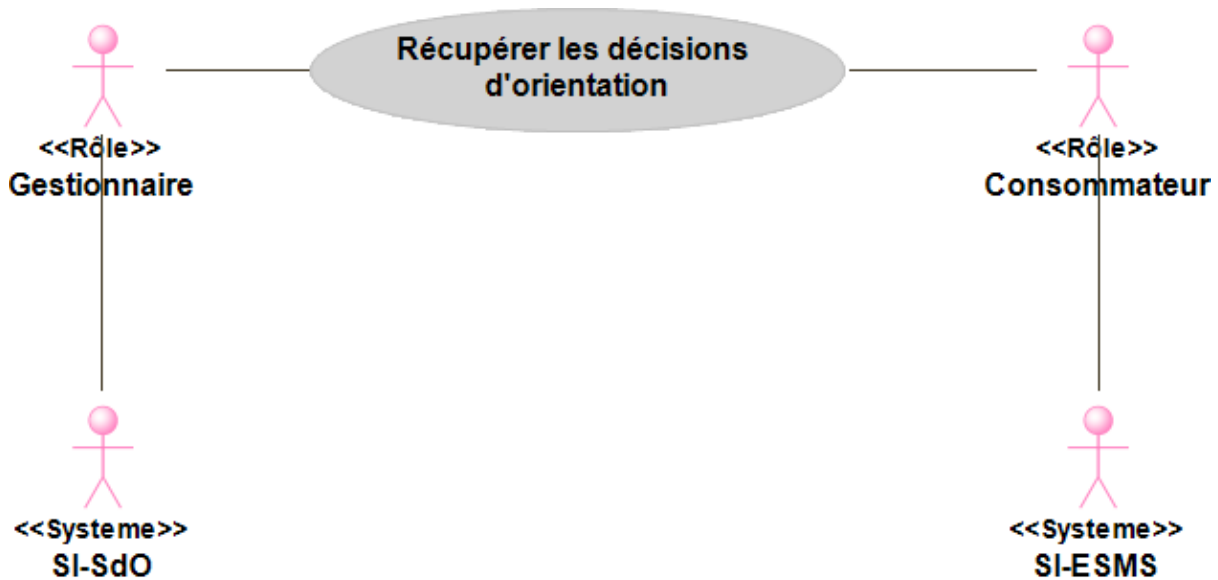 Récupérer les décisions
d'orientation
<<Rôle>>
Gestionnaire
<<Rôle>>
Consommateur
<<Systeme>>
SI-SdO
<<Systeme>>
SI-ESMS